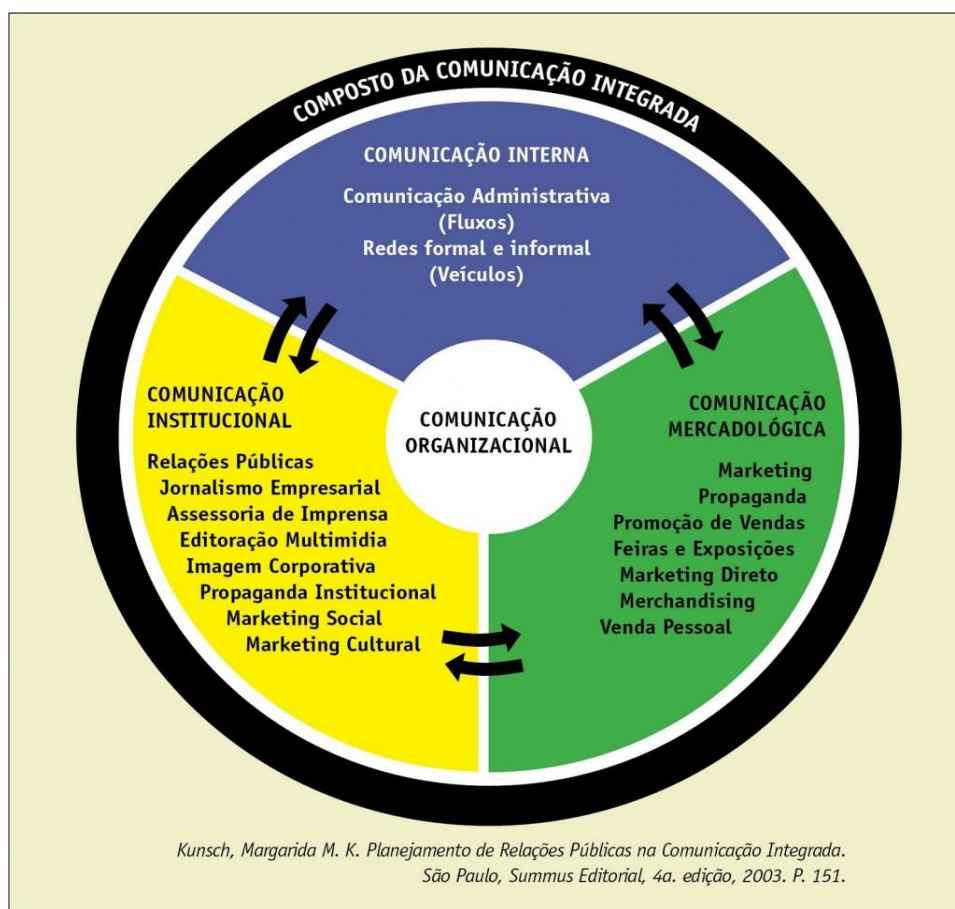 COMPOSTO DA COMUNICAÇÃO INTEGRADA
COMUNICAÇÃO INTERNA
Comunicação Administrativa
(Fluxos)
Redes formal e informal
(Veículos)
COMUNICAÇÃO
INSTITUCIONAL
Relações Públicas
Jornalismo Empresarial
Assessoria de Imprensa
Editoração Multimidia
Imagem Corporativa
Propaganda Institucional
Marketing Social
Marketing Cultural
COMUNICAÇÃO
ORGANIZACIONAL
COMUNICAÇÃO
MERCADOLÓGICA
Marketing
Propaganda
Promoção de Vendas
Feiras e Exposições
Marketing Direto
Merchandising
Venda Pessoal
Kunsch, Margarida M. K. Planejamento de Relações Públicas na Comunicação Integrada.
São Paulo, Summus Editorial, 4a. edição, 2003. P. 151.